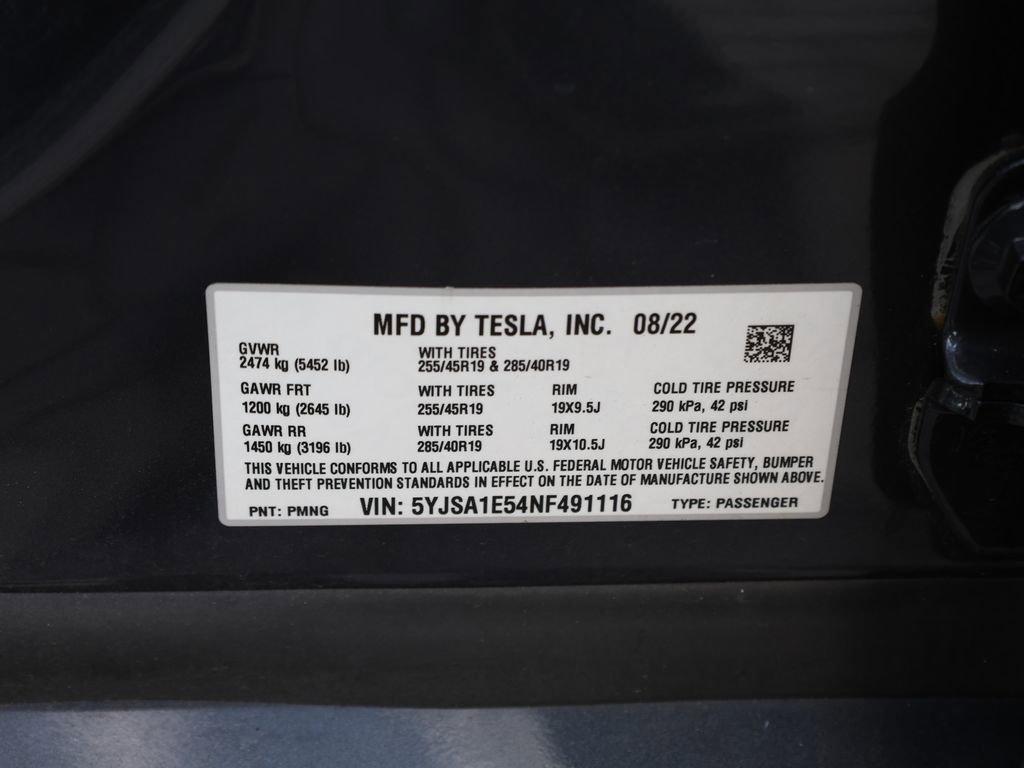 MFD BY TESLA, INC. 08/22
GVWR
2474 kg (5452 lb)
WITH TIRES
255/45R19 & 285/40R19
GAWR FRT WITH TIRES RIM COLD TIRE PRESSURE
1200 kg (2645 lb) 255/45R19 19X9.5J 290 kPa, 42 psi
GAWR RR WITH TIRES RIM COLD TIRE PRESSURE
1450 kg (3196 lb) 285/40R19 19X10.5J 290 kPa, 42 psi
THIS VEHICLE CONFORMS TO ALL APPLICABLE U.S. FEDERAL MOTOR VEHICLE SAFETY, BUMPER
AND THEFT PREVENTION STANDARDS IN EFFECT ON THE DATE OF MANUFACTURE SHOWN ABOVE.
PNT: PMNG VIN: 5YJSA1E54NF491116 TYPE: PASSENGER